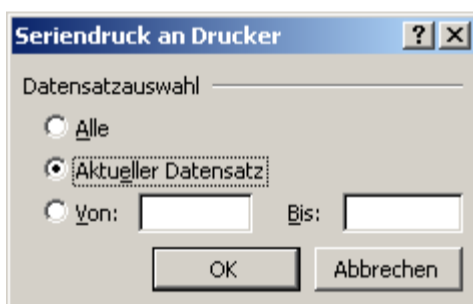 Seriendruck an Drucker
Datensatzauswahl
Alle
Aktueller Datensatz
Von: Bis:
OK Abbrechen